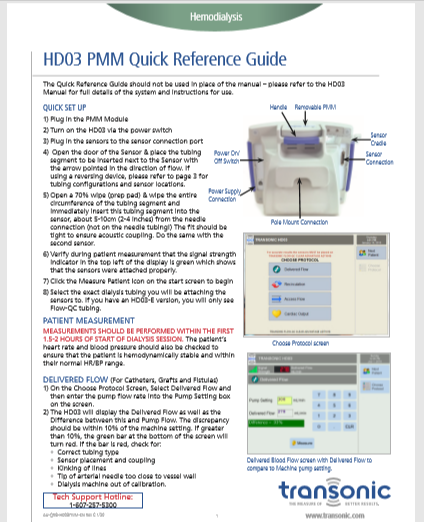 Hemodialysis
HD03 PMM Quick Reference Guide
The Quick Reference Guide should not be used in place of the manual – please refer to the HD03
Manual for full details of the system and instructions for use.
QUICK SET UP
1) Plug in the PMM Module
2) Turn on the HD03 via the power switch
3) Plug in the sensors to the sensor connection port
4) Open the door of the Sensor & place the tubing
segment to be inserted next to the Sensor with
the arrow pointed in the direction of flow. If
using a reversing device, please refer to page 3 for
tubing configurations and sensor locations.
5) Open a 70% wipe (prep pad) & wipe the entire
circumference of the tubing segment and
immediately insert this tubing segment into the
sensor, about 5-10cm (2-4 inches) from the needle
connection (not on the needle tubing!) The fit should be
tight to ensure acoustic coupling. Do the same with the
second sensor.
6) Verify during patient measurement that the signal strength
indicator in the top left of the display is green which shows
that the sensors were attached properly.
7) Click the Measure Patient Icon on the start screen to begin
8) Select the exact dialysis tubing you will be attaching the
sensors to. If you have an HD03-E version, you will only see
Flow-QC tubing.
PATIENT MEASUREMENT
MEASUREMENTS SHOULD BE PERFORMED WITHIN THE FIRST
1.5-2 HOURS OF START OF DIALYSIS SESSION. The patient's
heart rate and blood pressure should also be checked to
ensure that the patient is hemodynamically stable and within
their normal HR/BP range.
DELIVERED FLOW (For Catheters, Grafts and Fistulas)
1) On the Choose Protocol Screen, Select Delivered Flow and
then enter the pump flow rate into the Pump Setting box
on the screen.
2) The HD03 will display the Delivered Flow as well as the
Difference between this and Pump Flow. The discrepancy
should be within 10% of the machine setting. If greater
than 10%, the green bar at the bottom of the screen will
turn red. If the bar is red, check for:
• Correct tubing type
• Sensor placement and coupling
• Kinking of lines
• Tip of arterial needle too close to vessel wall
• Dialysis machine out of calibration.
Tech Support Hotline:
1-607-257-5300
Handle
Removable PMM
Sensor
Cradle
Sensor
Connection
Power On/
Off Switch
Power Supply
Connection
Pole Mount Connection
TRANSONIC HD03
CHOOSE PROTOCOL
Delivered Flow
Recirculation
Access Flow
Cardiac Output
Choose Protocol screen
Delivered Flow
Pump Setting
Delivered Flow
Measure
Delivered Blood Flow screen with Delivered Flow to
compare to Machine pump setting.
transonic
THE MEASURE OF BETTER RESULTS.
www.transonic.com